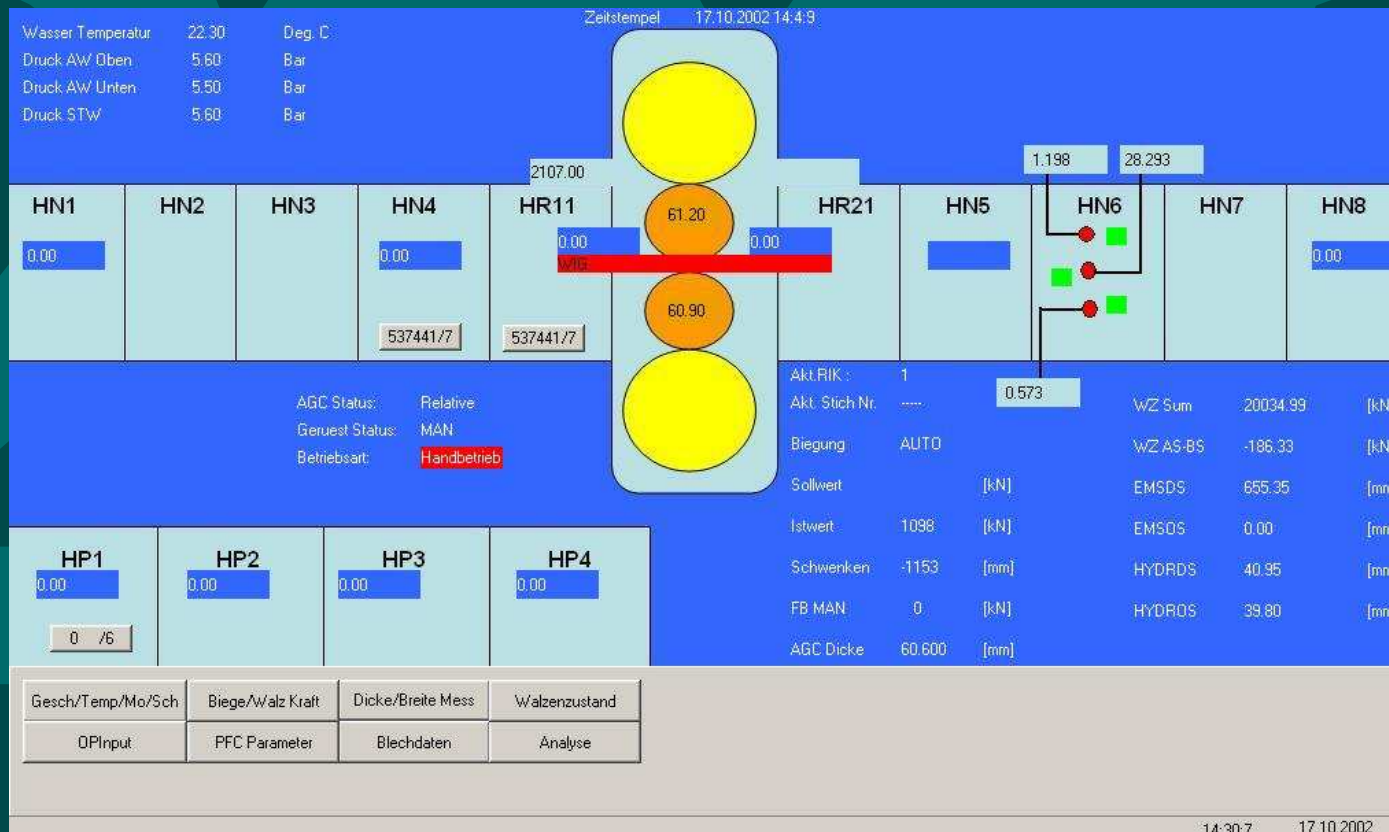 Zeitstempel 17.10.2002 14:4:9
Wasser Temperatur 22.30 Deg. C
Druck AW Oben 5.60 Bar
Druck AW Unten 5.50 Bar
Druck STW 5.60 Bar
2107.00
1.198 28.293
HN1 HN2 HN3 HN4 HR11 HR21 HN5 HN6 HN7 HN8
61.20
0.00 0.00 0.00 0.00 0.00
WIG
60.90
537441/7 537441/7
0.573
AGC Status: Relative
Geruest Status: MAN
Betriebsart: Handbetrieb
Akt.RIK : 1
Akt. Stich Nr. -----
Biegung AUTO
Sollwert [kN]
Istwert 1098 [kN]
Schwenken -1153 [mm]
FB MAN 0 [kN]
AGC Dicke 60.600 [mm]
WZ Sum 20034.99 [kN
WZ AS-BS -186.33 [kN
EMSDS 655.35 [mm
EMSOS 0.00 [mm
HYDRDS 40.95 [mm
HYDROS 39.80 [mm
HP1 HP2 HP3 HP4
0.00 0.00 0.00 0.00
0 /6
Gesch/Temp/Mo/Sch Biege/Walz Kraft Dicke/Breite Mess Walzenzustand
OPInput PFC Parameter Blechdaten Analyse
14:30:7 17.10.2002